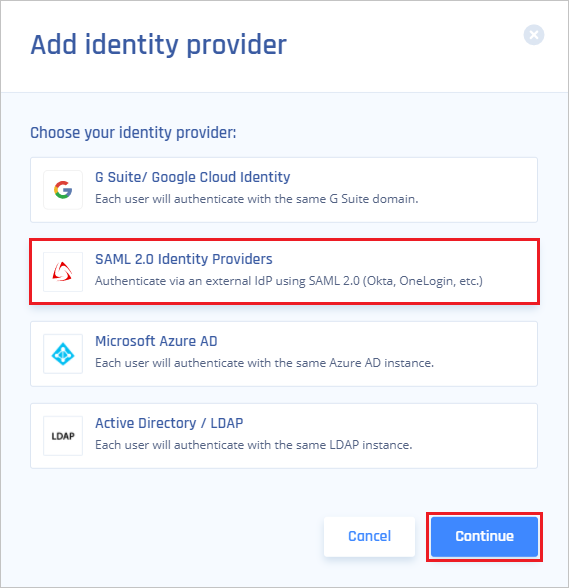 Add identity provider
Choose your identity provider:
G Suite/ Google Cloud Identity
Each user will authenticate with the same G Suite domain.
SAML 2.0 Identity Providers
Authenticate via an external IdP using SAML 2.0 (Okta, OneLogin, etc.)
Microsoft Azure AD
Each user will authenticate with the same Azure AD instance.
LDAP
Active Directory / LDAP
Each user will authenticate with the same LDAP instance.
Cancel
Continue